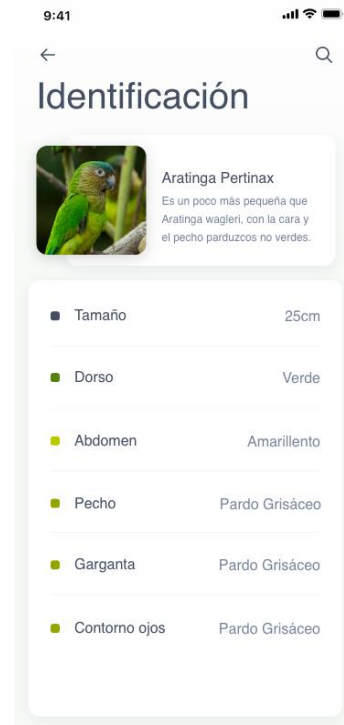 9:41
Identificación
Aratinga Pertinax
Es un poco más pequeña que
Aratinga wagleri, con la cara y
el pecho parduzcos no verdes.
Tamaño 25cm
Dorso Verde
Abdomen Amarillento
Pecho Pardo Grisáceo
Garganta Pardo Grisáceo
Contorno ojos Pardo Grisáceo